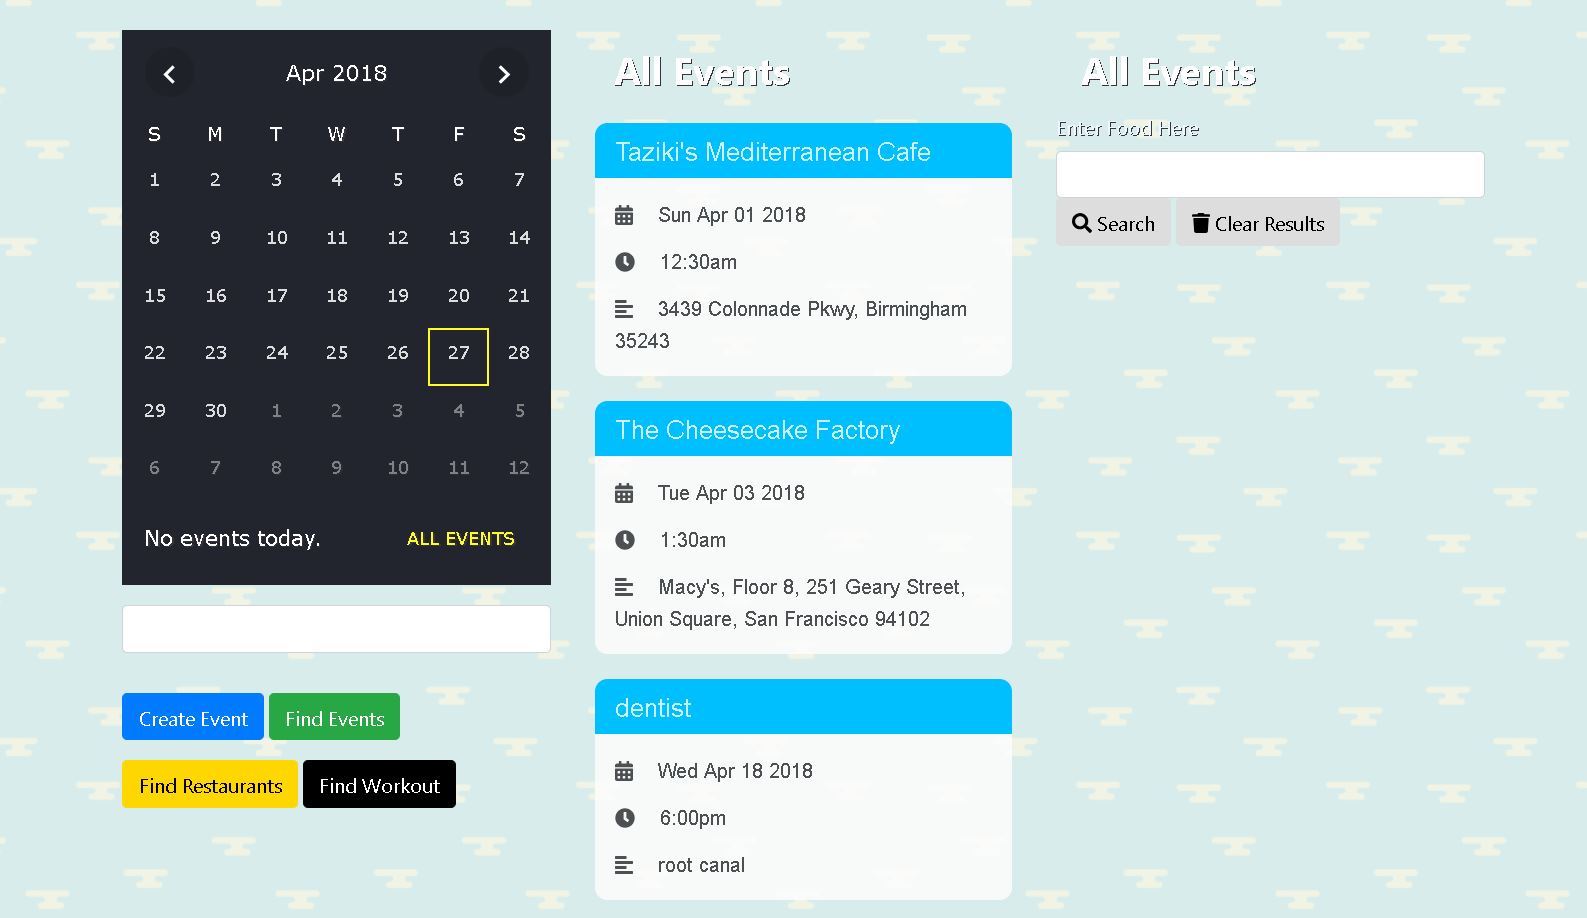 Apr 2018
S M T W T F S
1 2 3 4 5 6 7
8 9 10 11 12 13 14
15 16 17 18 19 20 21
22 23 24 25 26 27 28
29 30 1 2 3 4 5
6 7 8 9 10 11 12
No events today. ALL EVENTS
Create Event Find Events
Find Restaurants Find Workout
All Events
Taziki's Mediterranean Cafe
Sun Apr 01 2018
12:30am
3439 Colonnade Pkwy, Birmingham
35243
The Cheesecake Factory
Tue Apr 03 2018
1:30am
Macy's, Floor 8, 251 Geary Street,
Union Square, San Francisco 94102
dentist
Wed Apr 18 2018
6:00pm
root canal
All Events
Enter Food Here
Search Clear Results